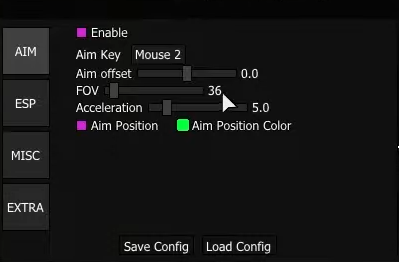 Enable
AIM
Aim Key Mouse 2
Aim offset 0.0
FOV 36
ESP
Acceleration 5.0
Aim Position Aim Position Color
MISC
EXTRA
Save Config Load Config